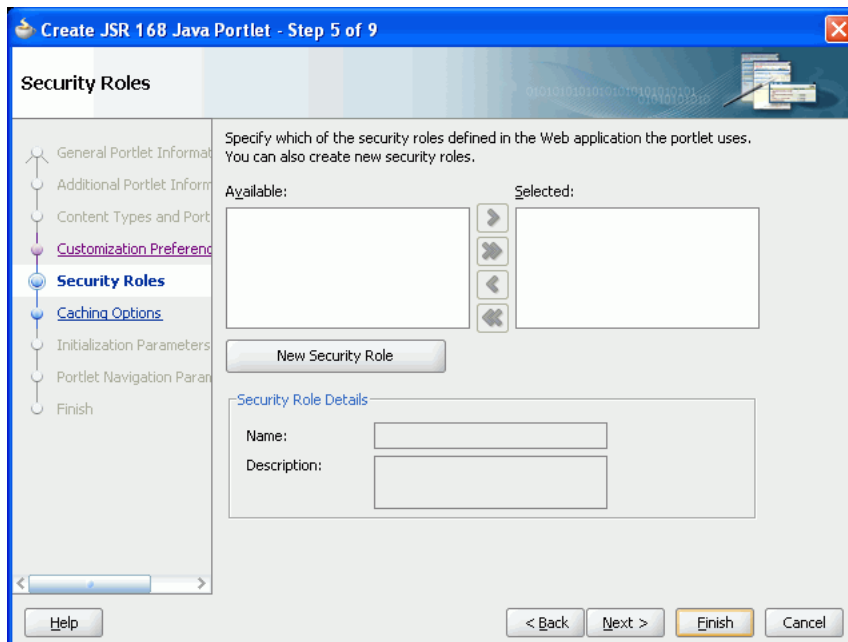 Create JSR 168 Java Portlet - Step 5 of 9
Security Roles
General Portlet Informat
Additional Portlet Inform
Content Types and Port
Customization Preferenc
Security Roles
Caching Options
Initialization Parameters
Portlet Navigation Paran
Finish
Specify which of the security roles defined in the Web application the portlet uses.
You can also create new security roles.
Available:
Selected:
New Security Role
Security Role Details
Name:
Description:
Help
< Back
Next >
Finish
Cancel